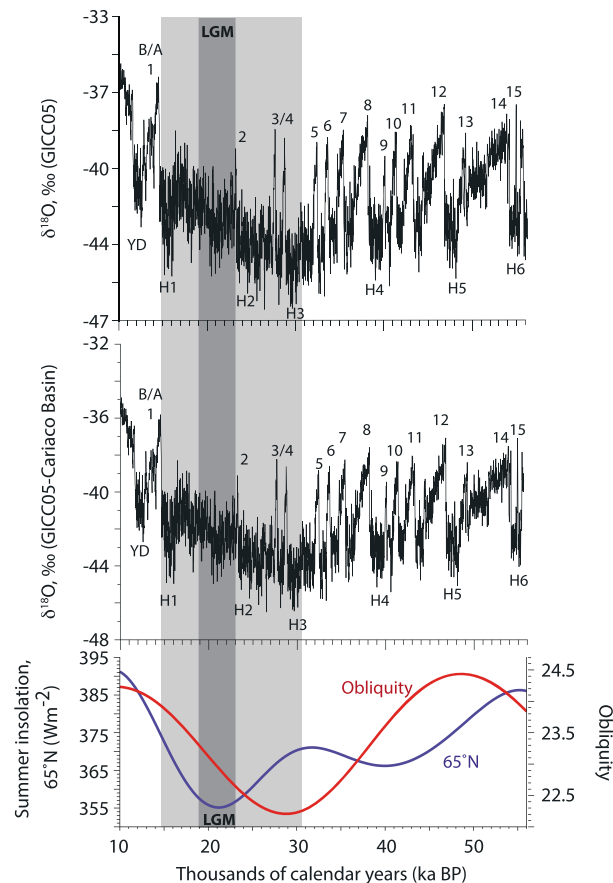 -33
LGM
B/A
1
12
15
14
-37
8
11
7
3/4
6
10
13
5
2
9
-40
δ¹⁸O, ‰ (GICC05)
-44
YD
H1
H2
H3
H4
H5
H6
-47
-32
B/A
1
12
15
14
8
-36
7
11
3/4
6
10
13
2
5
9
-40
δ¹⁸O, ‰ (GICC05-Cariaco Basin)
-44
YD
H1
H2
H3
H4
H5
H6
-48
395
385
375
365
355
Summer insolation,
65˚N (Wm⁻²)
Obliquity
65˚N
24.5
23.5
22.5
Obliquity
LGM
10 20 30 40 50
Thousands of calendar years (ka BP)